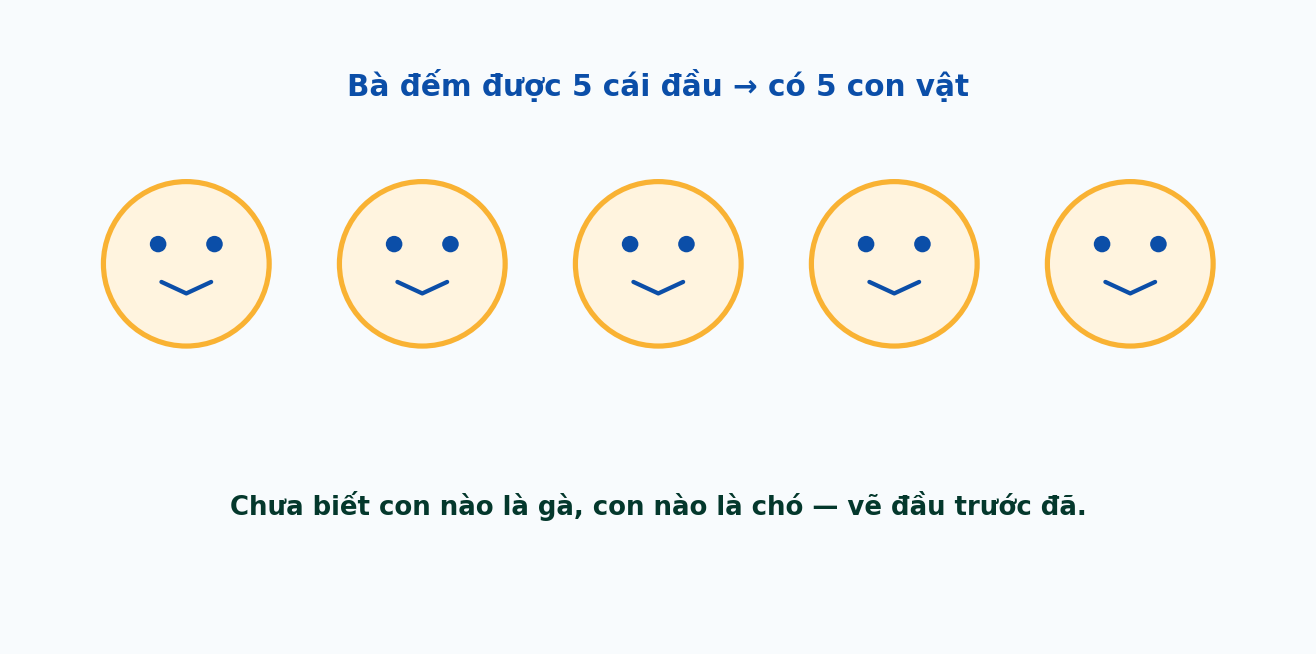 Bà đếm được 5 cái đầu → có 5 con vật
Chưa biết con nào là gà, con nào là chó — vẽ đầu trước đã.